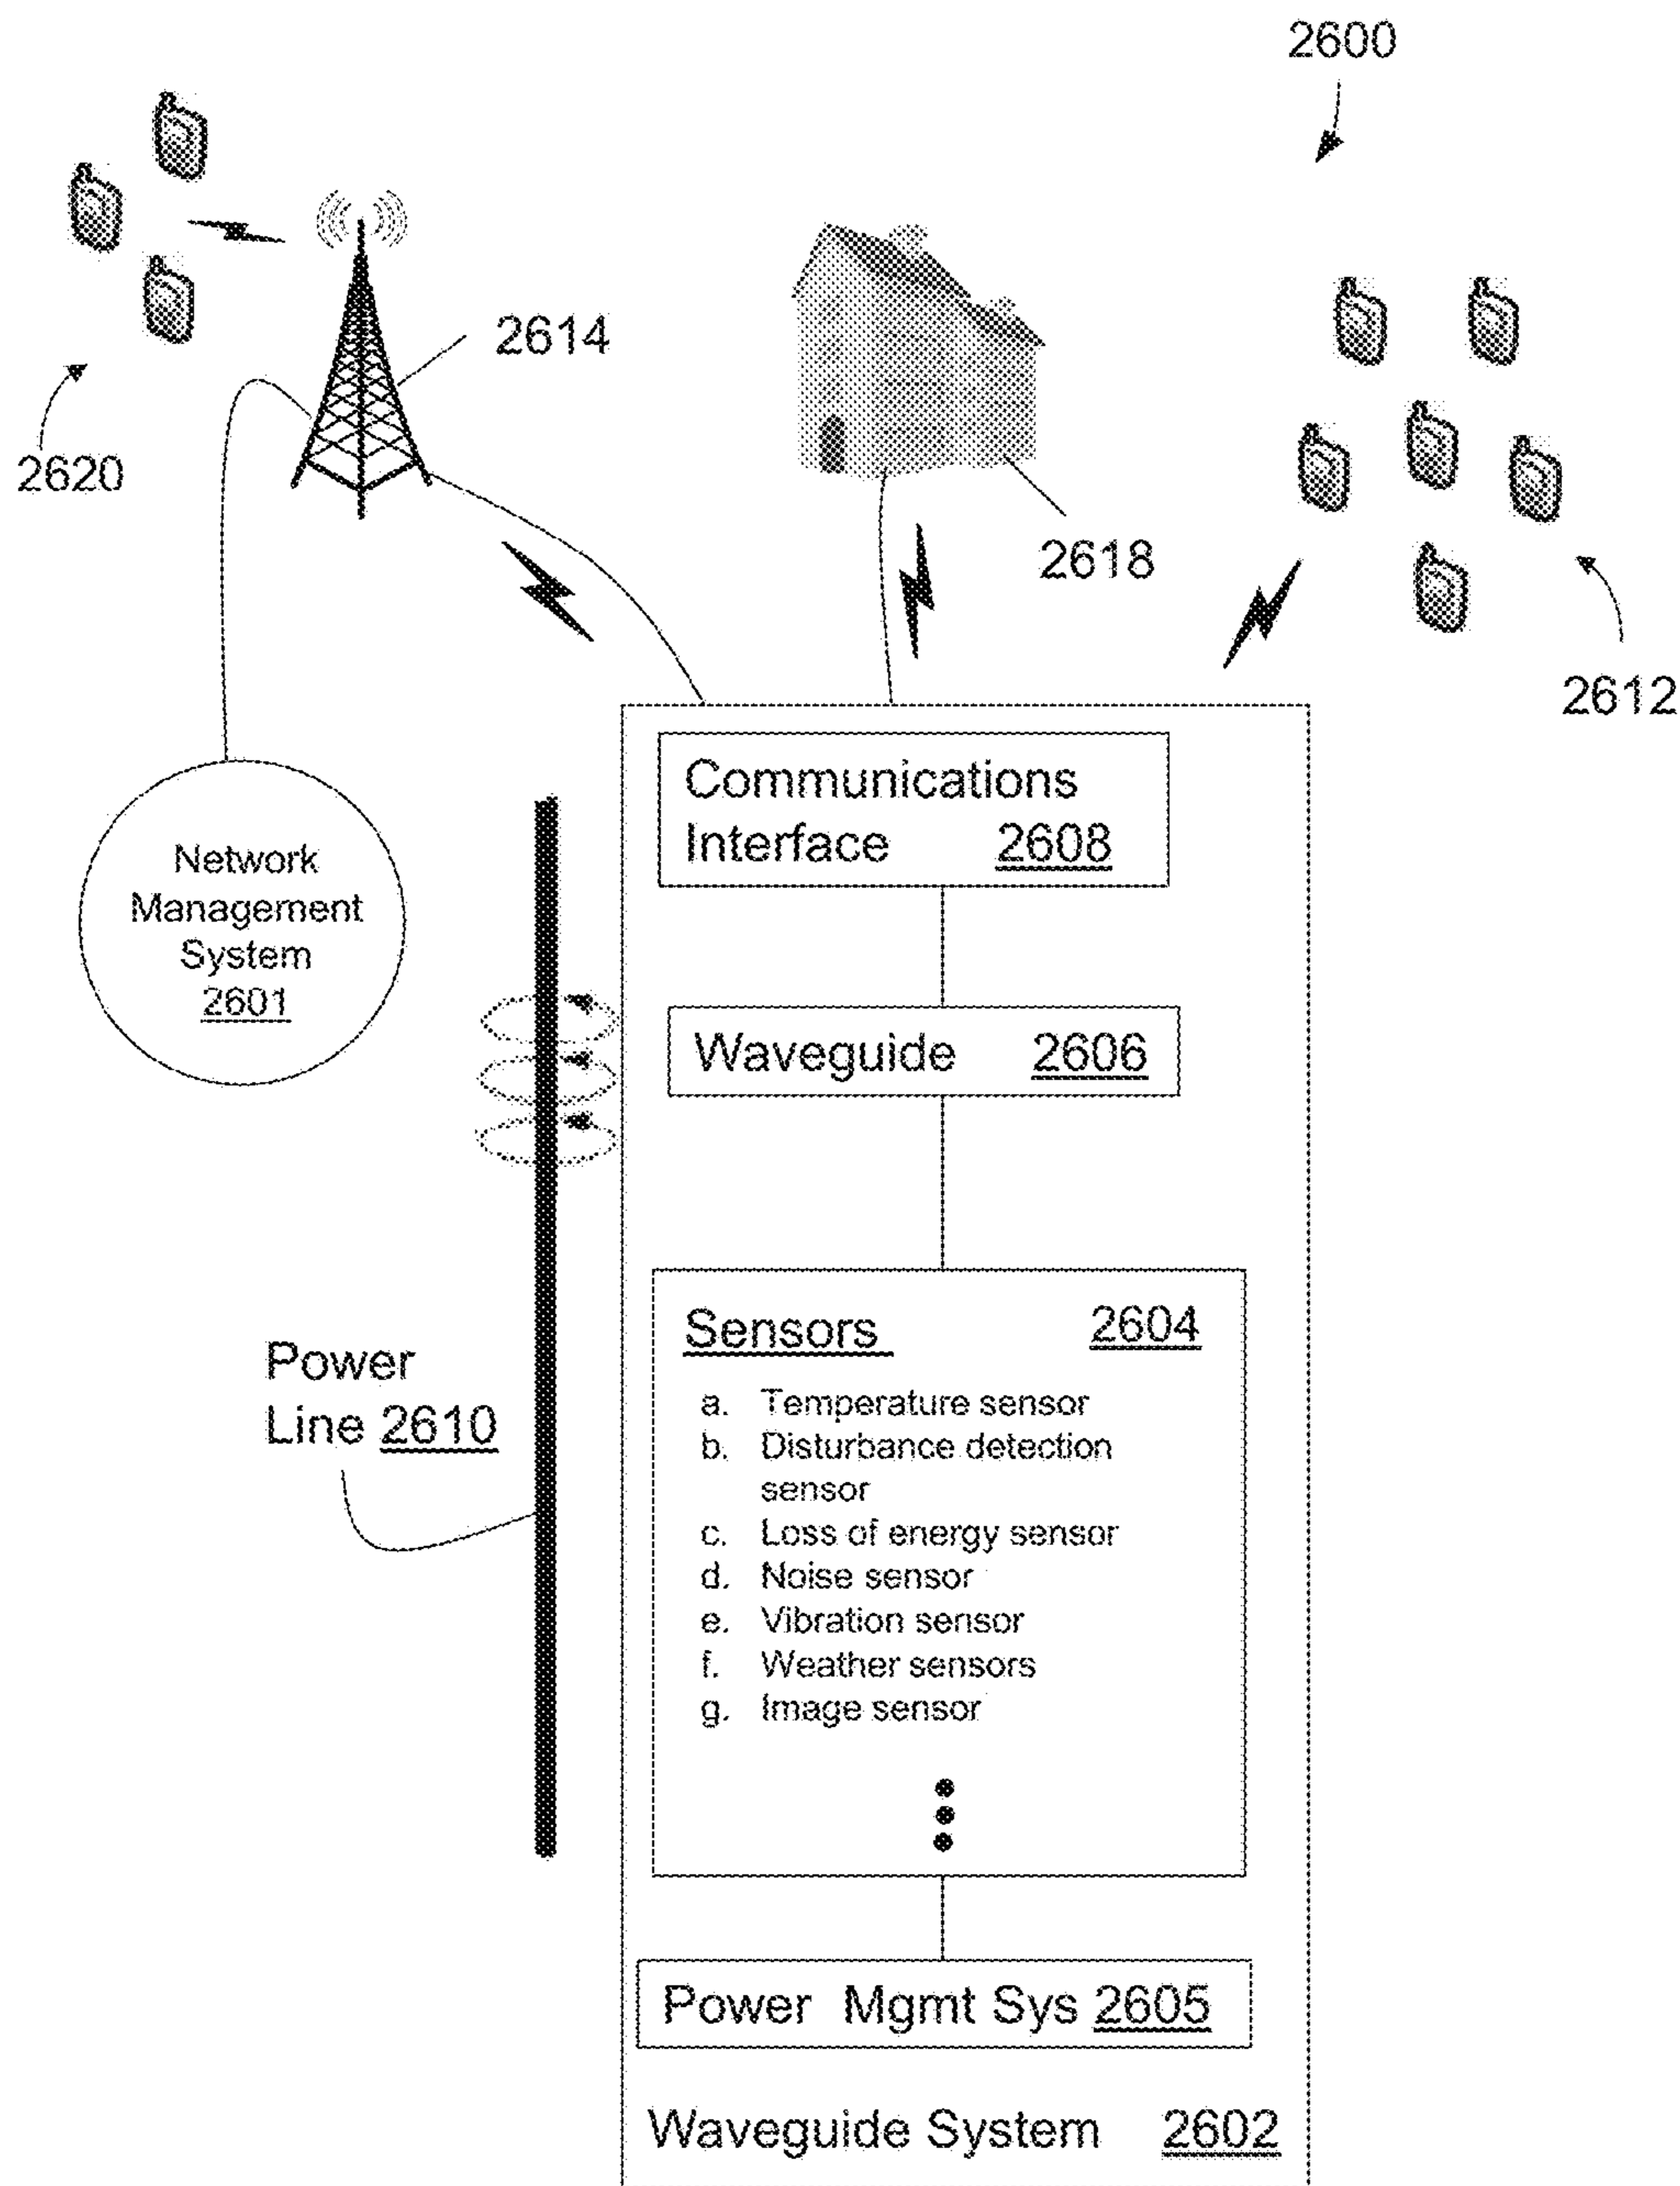 2600
2614
2620
2618
2612
Communications
Interface 2608
Network
Management
System
2601
Waveguide 2606
Sensors 2604
Power
Line 2610
a. Temperature sensor
b. Disturbance detection
sensor
c. Loss of energy sensor
d. Noise sensor
e. Vibration sensor
f. Weather sensors
g. Image sensor
Power Mgmt Sys 2605
Waveguide System 2602